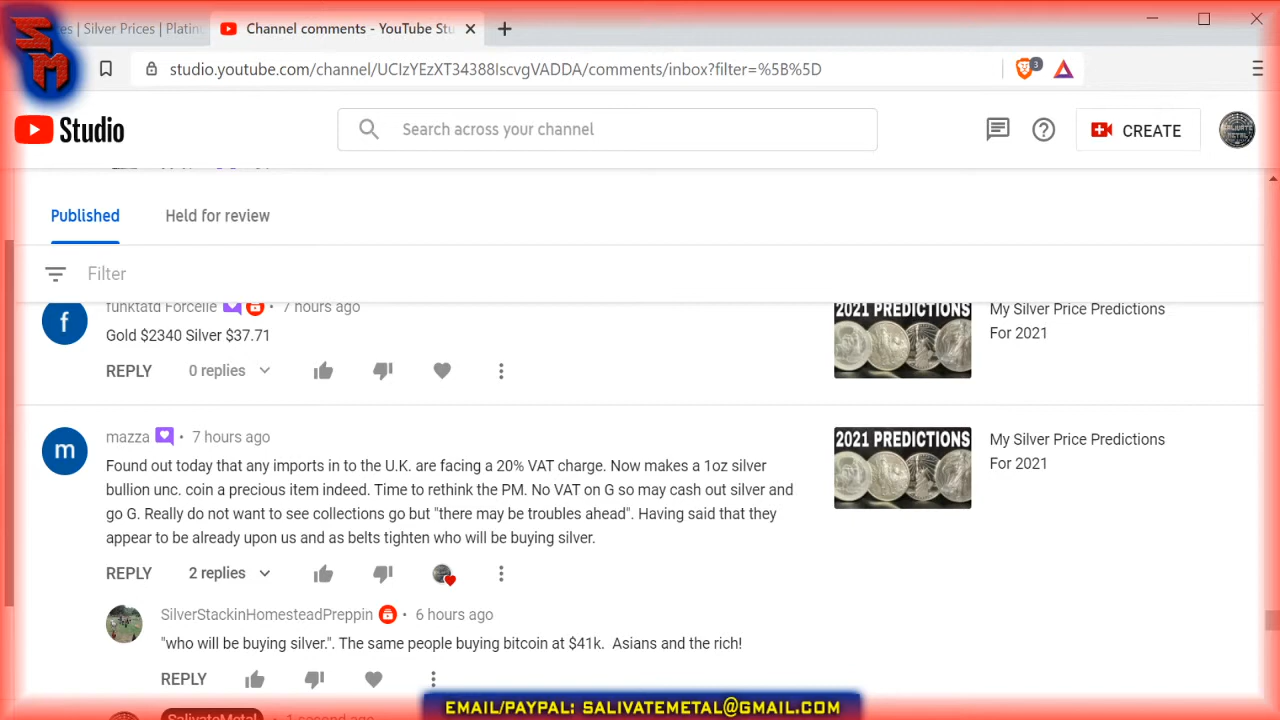 SM
es | Silver Prices | Platin
Channel comments - YouTube Stu
studio.youtube.com/channel/UCIzYEzXT34388lscvgVADDA/comments/inbox?filter=%5B%5D
3
Studio
Search across your channel
CREATE
Published
Held for review
Filter
funktatd Forcelle • 7 hours ago
Gold $2340 Silver $37.71
REPLY 0 replies
2021 PREDICTIONS
My Silver Price Predictions
For 2021
m
mazza • 7 hours ago
Found out today that any imports in to the U.K. are facing a 20% VAT charge. Now makes a 1oz silver
bullion unc. coin a precious item indeed. Time to rethink the PM. No VAT on G so may cash out silver and
go G. Really do not want to see collections go but "there may be troubles ahead". Having said that they
appear to be already upon us and as belts tighten who will be buying silver.
REPLY 2 replies
2021 PREDICTIONS
My Silver Price Predictions
For 2021
SilverStackinHomesteadPreppin • 6 hours ago
"who will be buying silver.". The same people buying bitcoin at $41k.  Asians and the rich!
REPLY
SalivateMetal • 1 second ago
EMAIL/PAYPAL: SALIVATEMETAL@GMAIL.COM